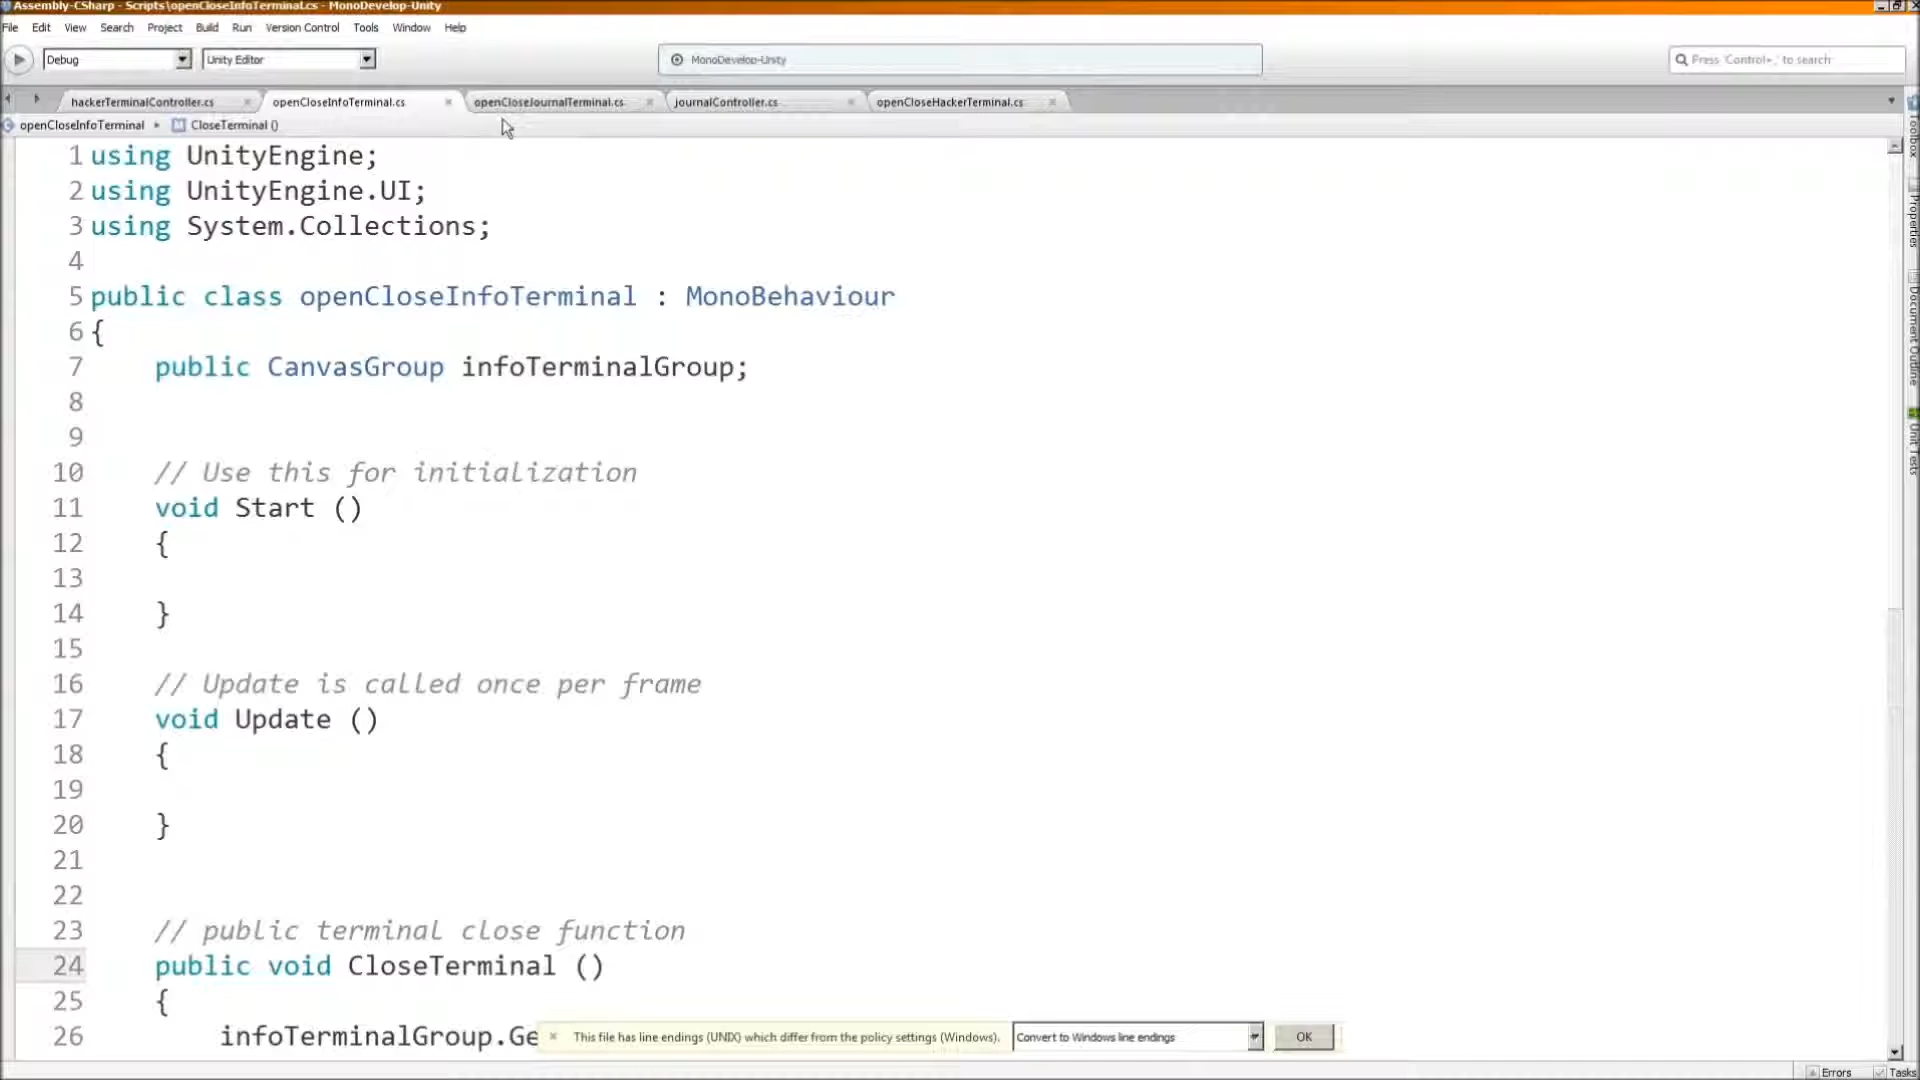 Assembly-CSharp - Scripts\openCloseInfoTerminal.cs - MonoDevelop-Unity
File Edit View Search Project Build Run Version Control Tools Window Help
Debug Unity Editor MonoDevelop-Unity Press 'Control+,' to search
hackerTerminalController.cs openCloseInfoTerminal.cs openCloseJournalTerminal.cs journalController.cs openCloseHackerTerminal.cs
openCloseInfoTerminal CloseTerminal ()
1 using UnityEngine;
2 using UnityEngine.UI;
3 using System.Collections;
4
5 public class openCloseInfoTerminal : MonoBehaviour
6 {
7 public CanvasGroup infoTerminalGroup;
8
9
10 // Use this for initialization
11 void Start ()
12 {
13
14 }
15
16 // Update is called once per frame
17 void Update ()
18 {
19
20 }
21
22
23 // public terminal close function
24 public void CloseTerminal ()
25 {
26 infoTerminalGroup.Ge
This file has line endings (UNIX) which differ from the policy settings (Windows). Convert to Windows line endings OK
Toolbox
Properties
Document Outline
Unit Tests
Errors Tasks